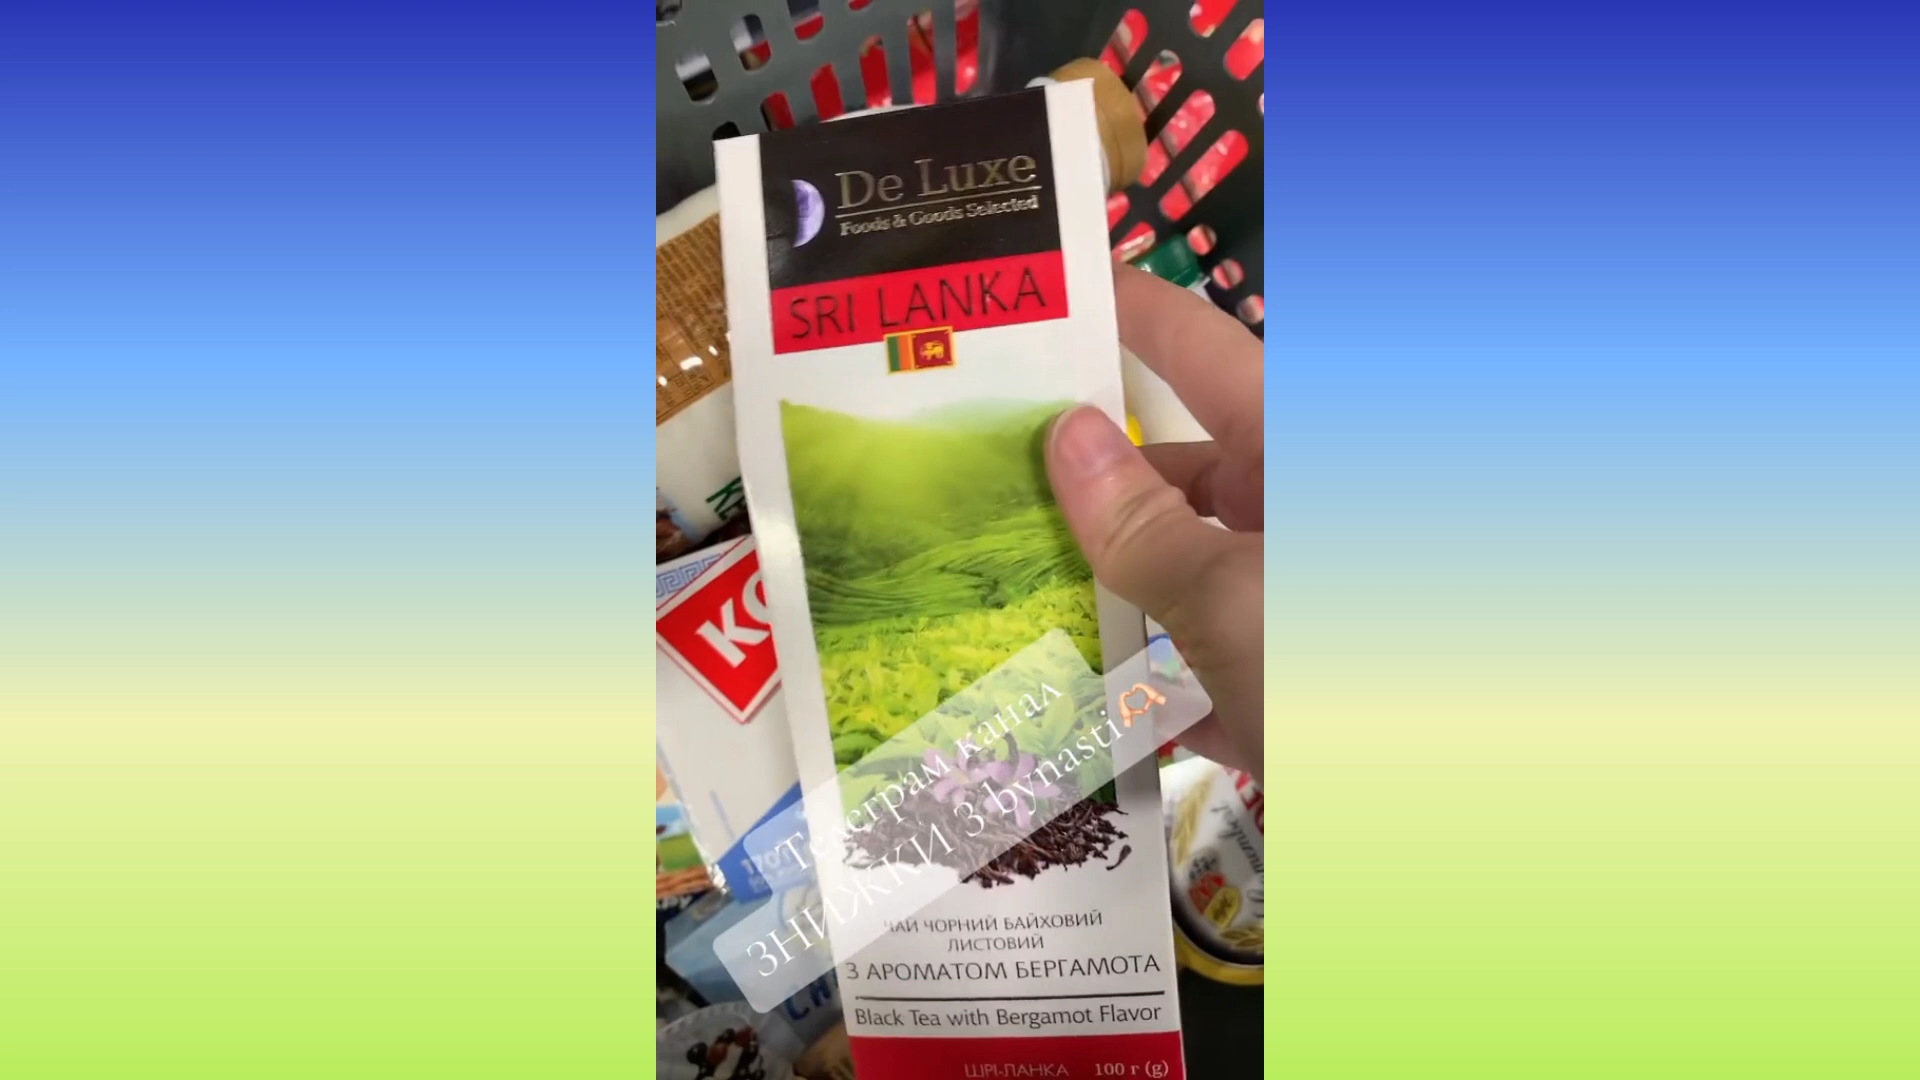 De Luxe
Foods & Goods Selected
SRI LANKA
Телеграм канал
ЗНИЖКИ З bynasti🫶🏻
ЧАЙ ЧОРНИЙ БАЙХОВИЙ
ЛИСТОВИЙ
З АРОМАТОМ БЕРГАМОТА
Black Tea with Bergamot Flavor
ШРІ-ЛАНКА 100 г (g)